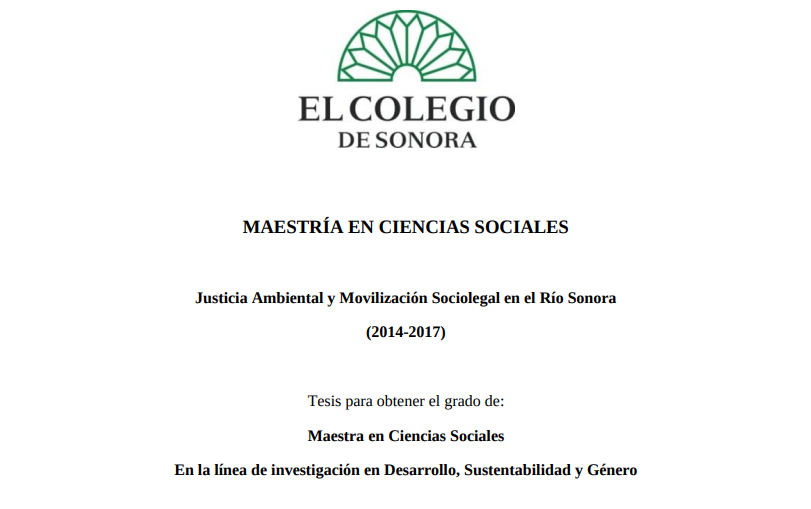 EL COLEGIO
DE SONORA
MAESTRÍA EN CIENCIAS SOCIALES
Justicia Ambiental y Movilización Sociolegal en el Río Sonora
(2014-2017)
Tesis para obtener el grado de:
Maestra en Ciencias Sociales
En la línea de investigación en Desarrollo, Sustentabilidad y Género